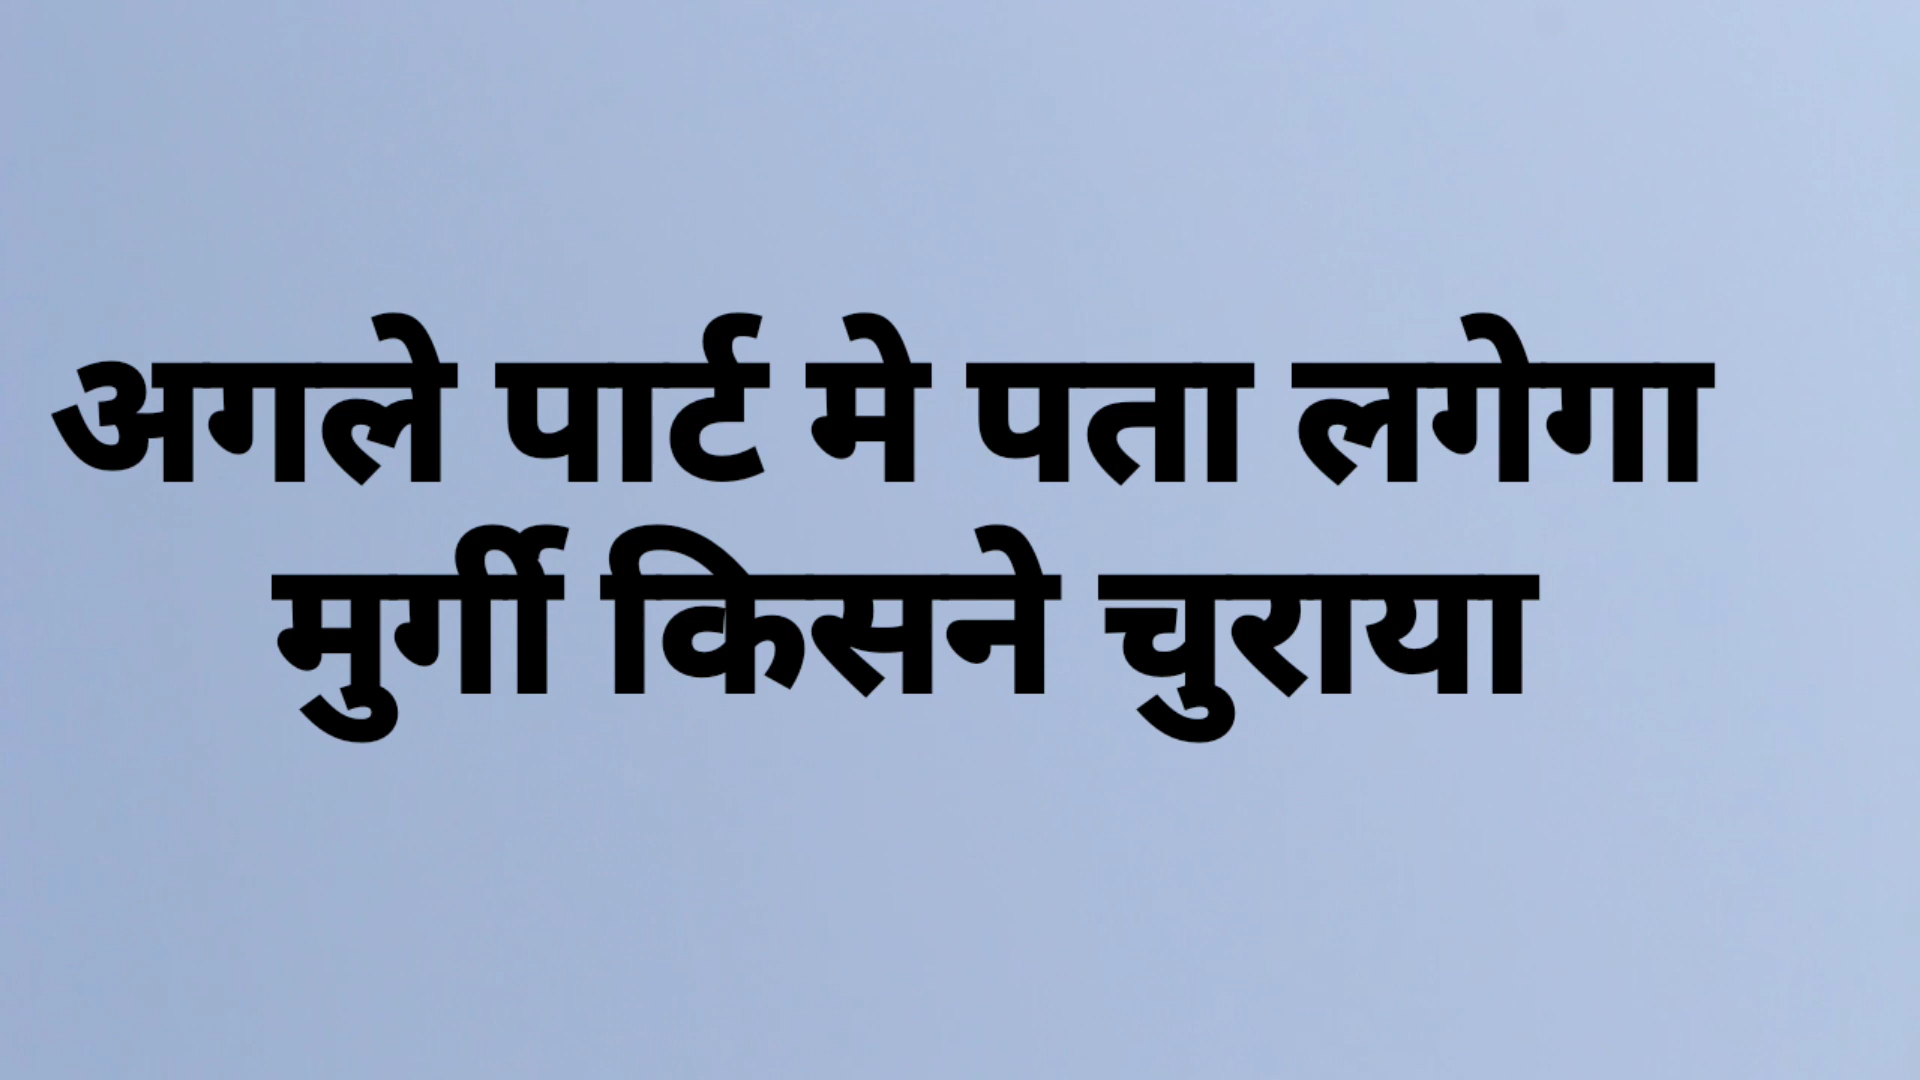 अगले पार्ट मे पता लगेगा
मुर्गी किसने चुराया